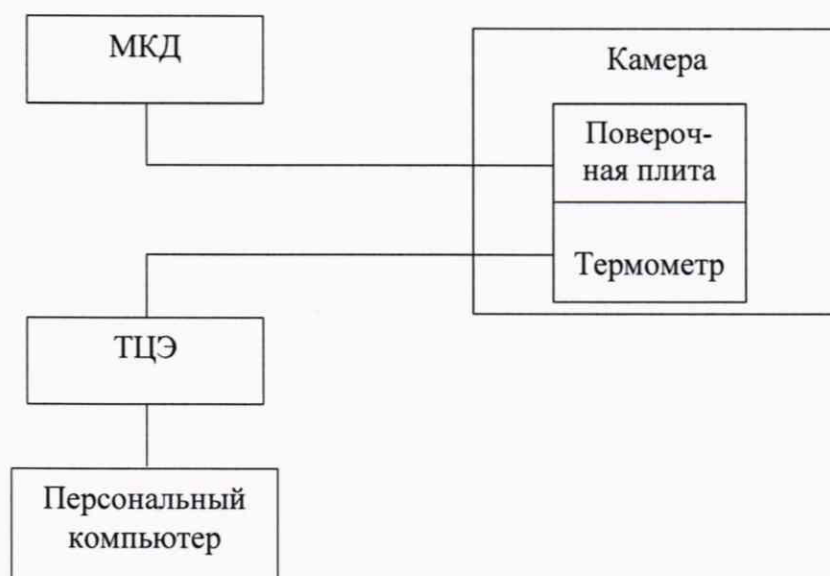 МКД
Камера
Повероч-
ная плита
Термометр
ТЦЭ
Персональный
компьютер